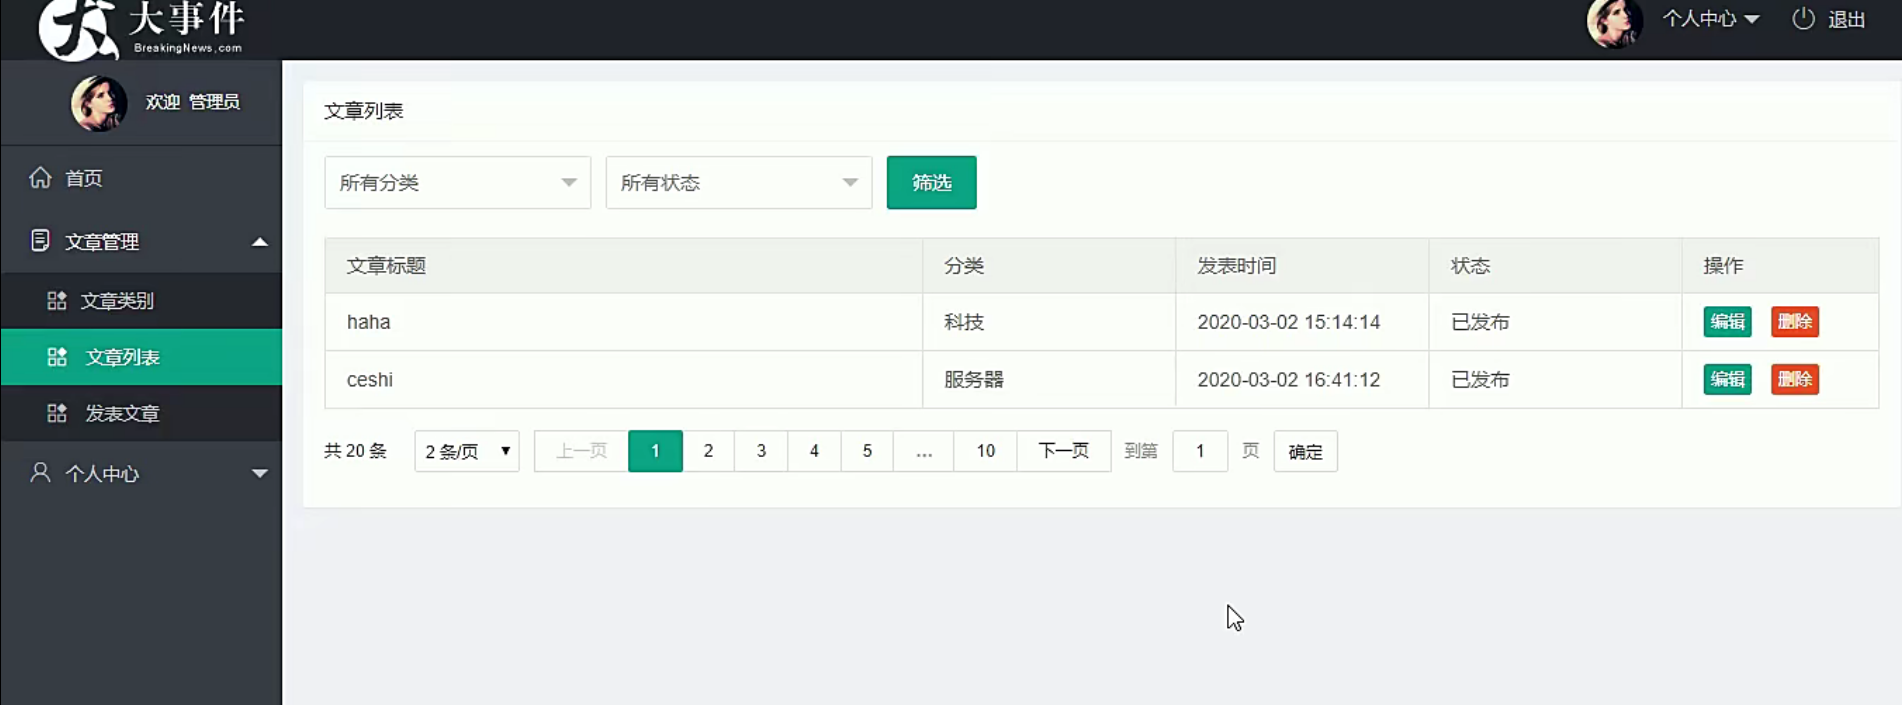 大事件
BreakingNews.com
个人中心
退出
欢迎 管理员
首页
文章管理
文章类别
文章列表
发表文章
个人中心
文章列表
所有分类 所有状态 筛选
文章标题 分类 发表时间 状态 操作
haha 科技 2020-03-02 15:14:14 已发布 编辑 删除
ceshi 服务器 2020-03-02 16:41:12 已发布 编辑 删除
共 20 条 2 条/页 上一页 1 2 3 4 5 … 10 下一页 到第 1 页 确定